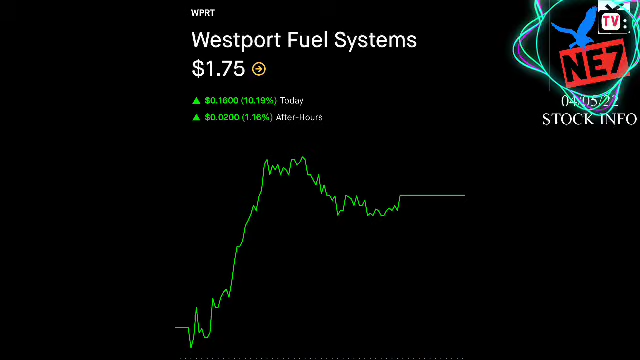 WPRT
Westport Fuel Systems
$1.75
$0.1600 (10.19%) Today
$0.0200 (1.16%) After-Hours
TV
NE7
04/05/22
STOCK INFO